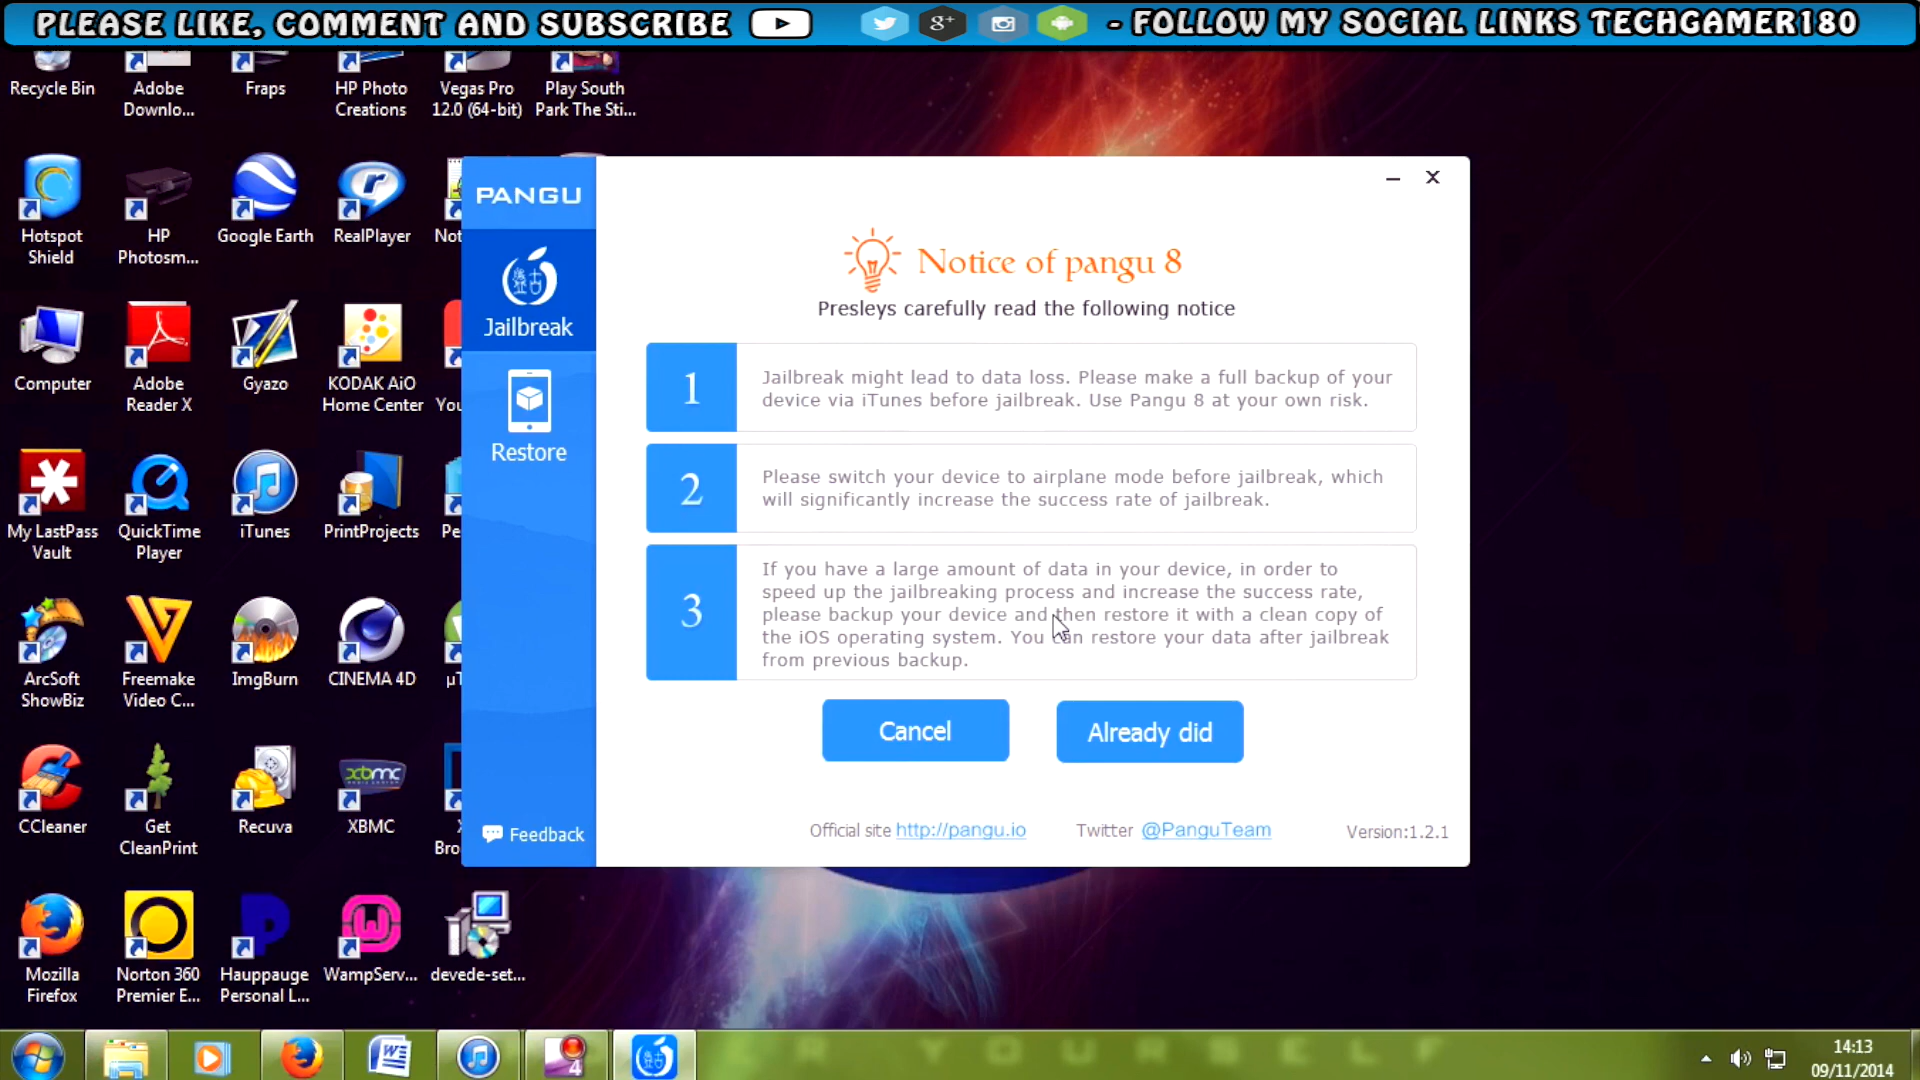 PLEASE LIKE, COMMENT AND SUBSCRIBE
- FOLLOW MY SOCIAL LINKS TECHGAMER180
Recycle Bin
Adobe
Downlo...
Fraps
HP Photo
Creations
Vegas Pro
12.0 (64-bit)
Play South
Park The Sti...
Hotspot
Shield
HP
Photosm...
Google Earth
RealPlayer
Not
Computer
Adobe
Reader X
Gyazo
KODAK AiO
Home Center
You
My LastPass
Vault
QuickTime
Player
iTunes
PrintProjects
Pe
ArcSoft
ShowBiz
Freemake
Video C...
ImgBurn
CINEMA 4D
µT
CCleaner
Get
CleanPrint
Recuva
xbmc
XBMC
X
Bro
Mozilla
Firefox
Norton 360
Premier E...
Hauppauge
Personal L...
WampServ...
devede-set...
PANGU
Jailbreak
Restore
Feedback
Notice of pangu 8
Presleys carefully read the following notice
1
Jailbreak might lead to data loss. Please make a full backup of your
device via iTunes before jailbreak. Use Pangu 8 at your own risk.
2
Please switch your device to airplane mode before jailbreak, which
will significantly increase the success rate of jailbreak.
3
If you have a large amount of data in your device, in order to
speed up the jailbreaking process and increase the success rate,
please backup your device and then restore it with a clean copy of
the iOS operating system. You can restore your data after jailbreak
from previous backup.
Cancel
Already did
Official site http://pangu.io
Twitter @PanguTeam
Version:1.2.1
R YOURSELF
14:13
09/11/2014